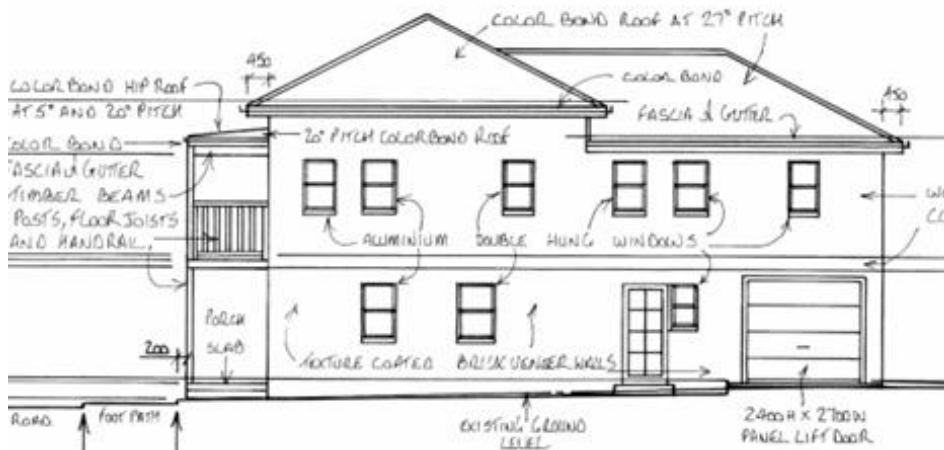 COLOR BOND ROOF AT 27° PITCH
450
COLOR BOND HIP ROOF
AT 5° AND 20° PITCH
COLOR BOND
450
FASCIA & GUTTER
COLOR BOND
FASCIA & GUTTER
TIMBER BEAMS
POSTS, FLOOR JOISTS
AND HANDRAIL,
20° PITCH COLORBOND ROOF
ALUMINIUM DOUBLE HUNG WINDOWS
PORCH
SLAB
200
TEXTURE COATED BRICK VENEER WALLS
ROAD
FOOT PATH
EXISTING GROUND
LEVEL
2400H X 2700W
PANEL LIFT DOOR